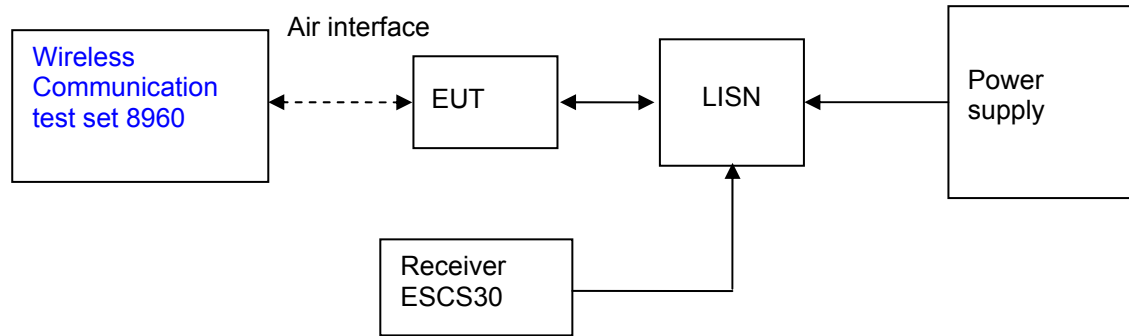 Air interface
Wireless
Communication
test set 8960
EUT
LISN
Power
supply
Receiver
ESCS30